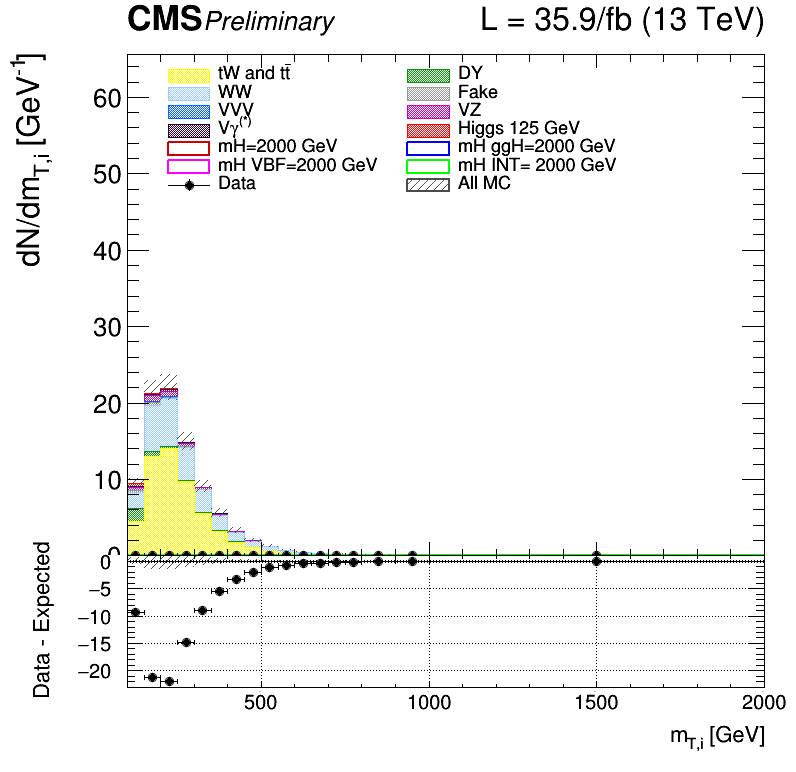 CMS Preliminary L = 35.9/fb (13 TeV)
dN/dm_T,i [GeV^-1]
tW and tt̄ DY
WW Fake
VVV VZ
Vγ^(*) Higgs 125 GeV
mH=2000 GeV mH ggH=2000 GeV
mH VBF=2000 GeV mH INT= 2000 GeV
Data All MC
60
50
40
30
20
10
0
Data - Expected
0
−5
−10
−15
−20
500 1000 1500 2000
m_T,i [GeV]